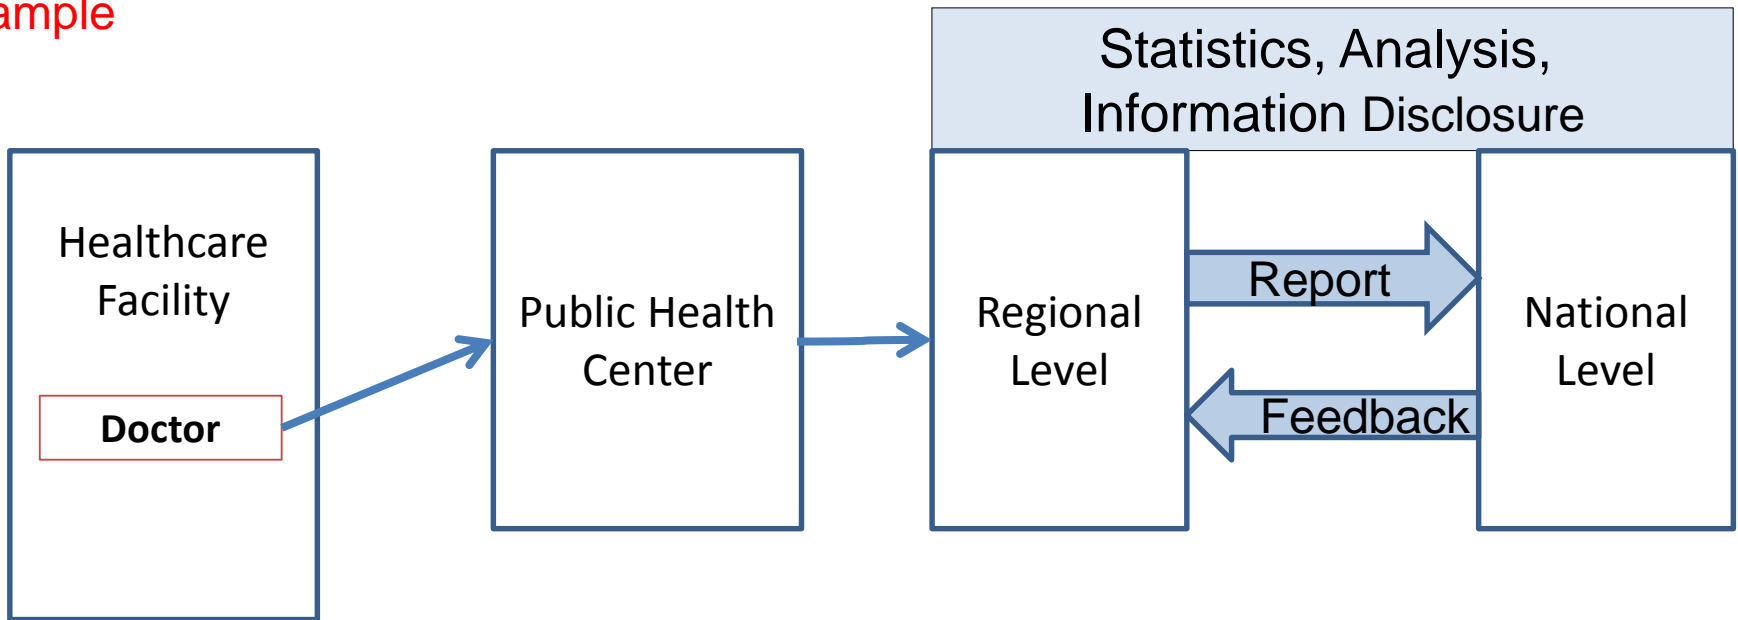 ample
Statistics, Analysis,
Information Disclosure
Healthcare
Facility
Doctor
Public Health
Center
Regional
Level
Report
Feedback
National
Level